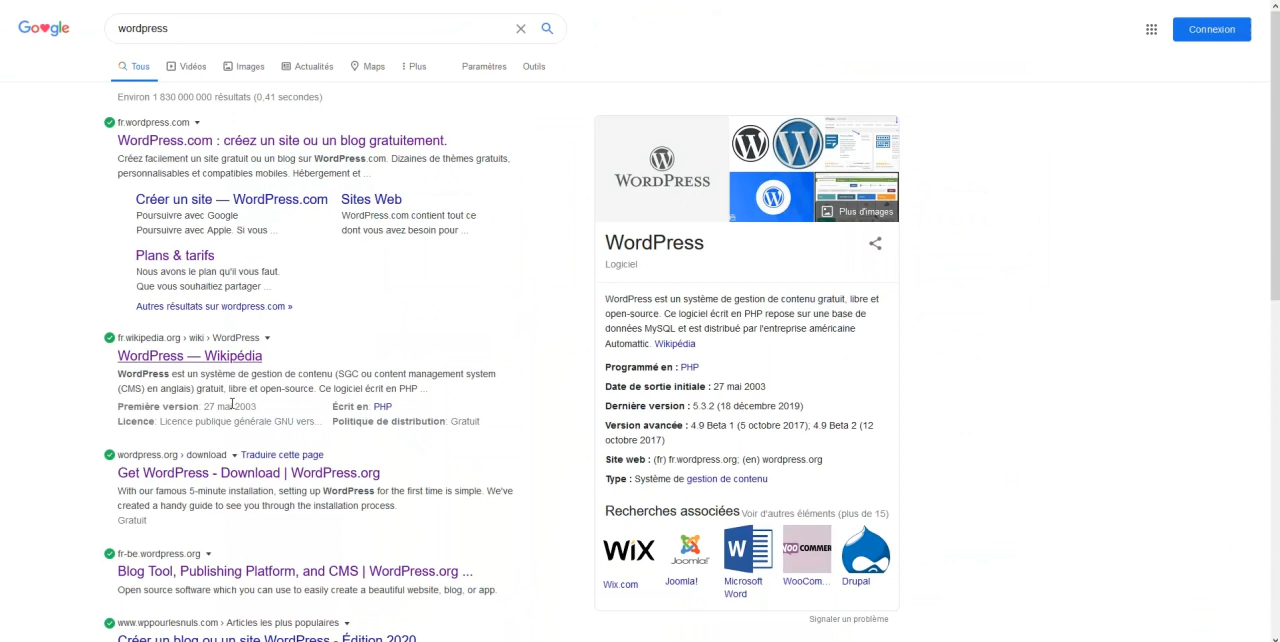 Google
wordpress
Connexion
Tous
Vidéos
Images
Actualités
Maps
Plus
Paramètres
Outils
Environ 1 830 000 000 résultats (0,41 secondes)
fr.wordpress.com
WordPress.com : créez un site ou un blog gratuitement.
Créez facilement un site gratuit ou un blog sur WordPress.com. Dizaines de thèmes gratuits,
personnalisables et compatibles mobiles. Hébergement et ...
Créer un site — WordPress.com
Poursuivre avec Google
Poursuivre avec Apple. Si vous ...
Sites Web
WordPress.com contient tout ce
dont vous avez besoin pour ...
Plans & tarifs
Nous avons le plan qu'il vous faut.
Que vous souhaitiez partager ...
Autres résultats sur wordpress.com »
fr.wikipedia.org › wiki › WordPress
WordPress — Wikipédia
WordPress est un système de gestion de contenu (SGC ou content management system
(CMS) en anglais) gratuit, libre et open-source. Ce logiciel écrit en PHP ...
Première version: 27 mai 2003
Écrit en: PHP
Licence: Licence publique générale GNU vers...
Politique de distribution: Gratuit
wordpress.org › download
Traduire cette page
Get WordPress - Download | WordPress.org
With our famous 5-minute installation, setting up WordPress for the first time is simple. We've
created a handy guide to see you through the installation process.
Gratuit
fr-be.wordpress.org
Blog Tool, Publishing Platform, and CMS | WordPress.org ...
Open source software which you can use to easily create a beautiful website, blog, or app.
www.wppourlesnuls.com › Articles les plus populaires
Créer un blog ou un site WordPress - Édition 2020
WORDPRESS
Plus d'images
WordPress
Logiciel
WordPress est un système de gestion de contenu gratuit, libre et
open-source. Ce logiciel écrit en PHP repose sur une base de
données MySQL et est distribué par l'entreprise américaine
Automattic. Wikipédia
Programmé en : PHP
Date de sortie initiale : 27 mai 2003
Dernière version : 5.3.2 (18 décembre 2019)
Version avancée : 4.9 Beta 1 (5 octobre 2017); 4.9 Beta 2 (12
octobre 2017)
Site web : (fr) fr.wordpress.org; (en) wordpress.org
Type : Système de gestion de contenu
Recherches associées
Voir d'autres éléments (plus de 15)
WiX
Joomla!
W
WOO COMMER
Wix.com
Joomla!
Microsoft
Word
WooCom...
Drupal
Signaler un problème